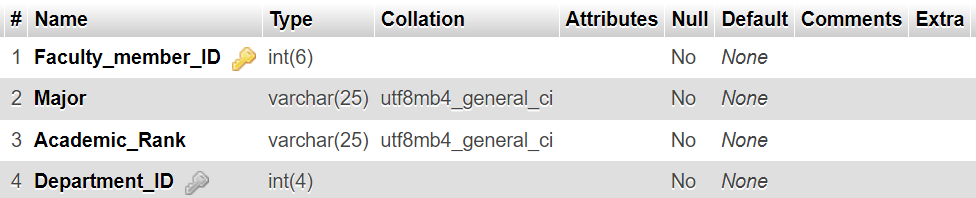 # Name Type Collation Attributes Null Default Comments Extra
1 Faculty_member_ID int(6) No None
2 Major varchar(25) utf8mb4_general_ci No None
3 Academic_Rank varchar(25) utf8mb4_general_ci No None
4 Department_ID int(4) No None